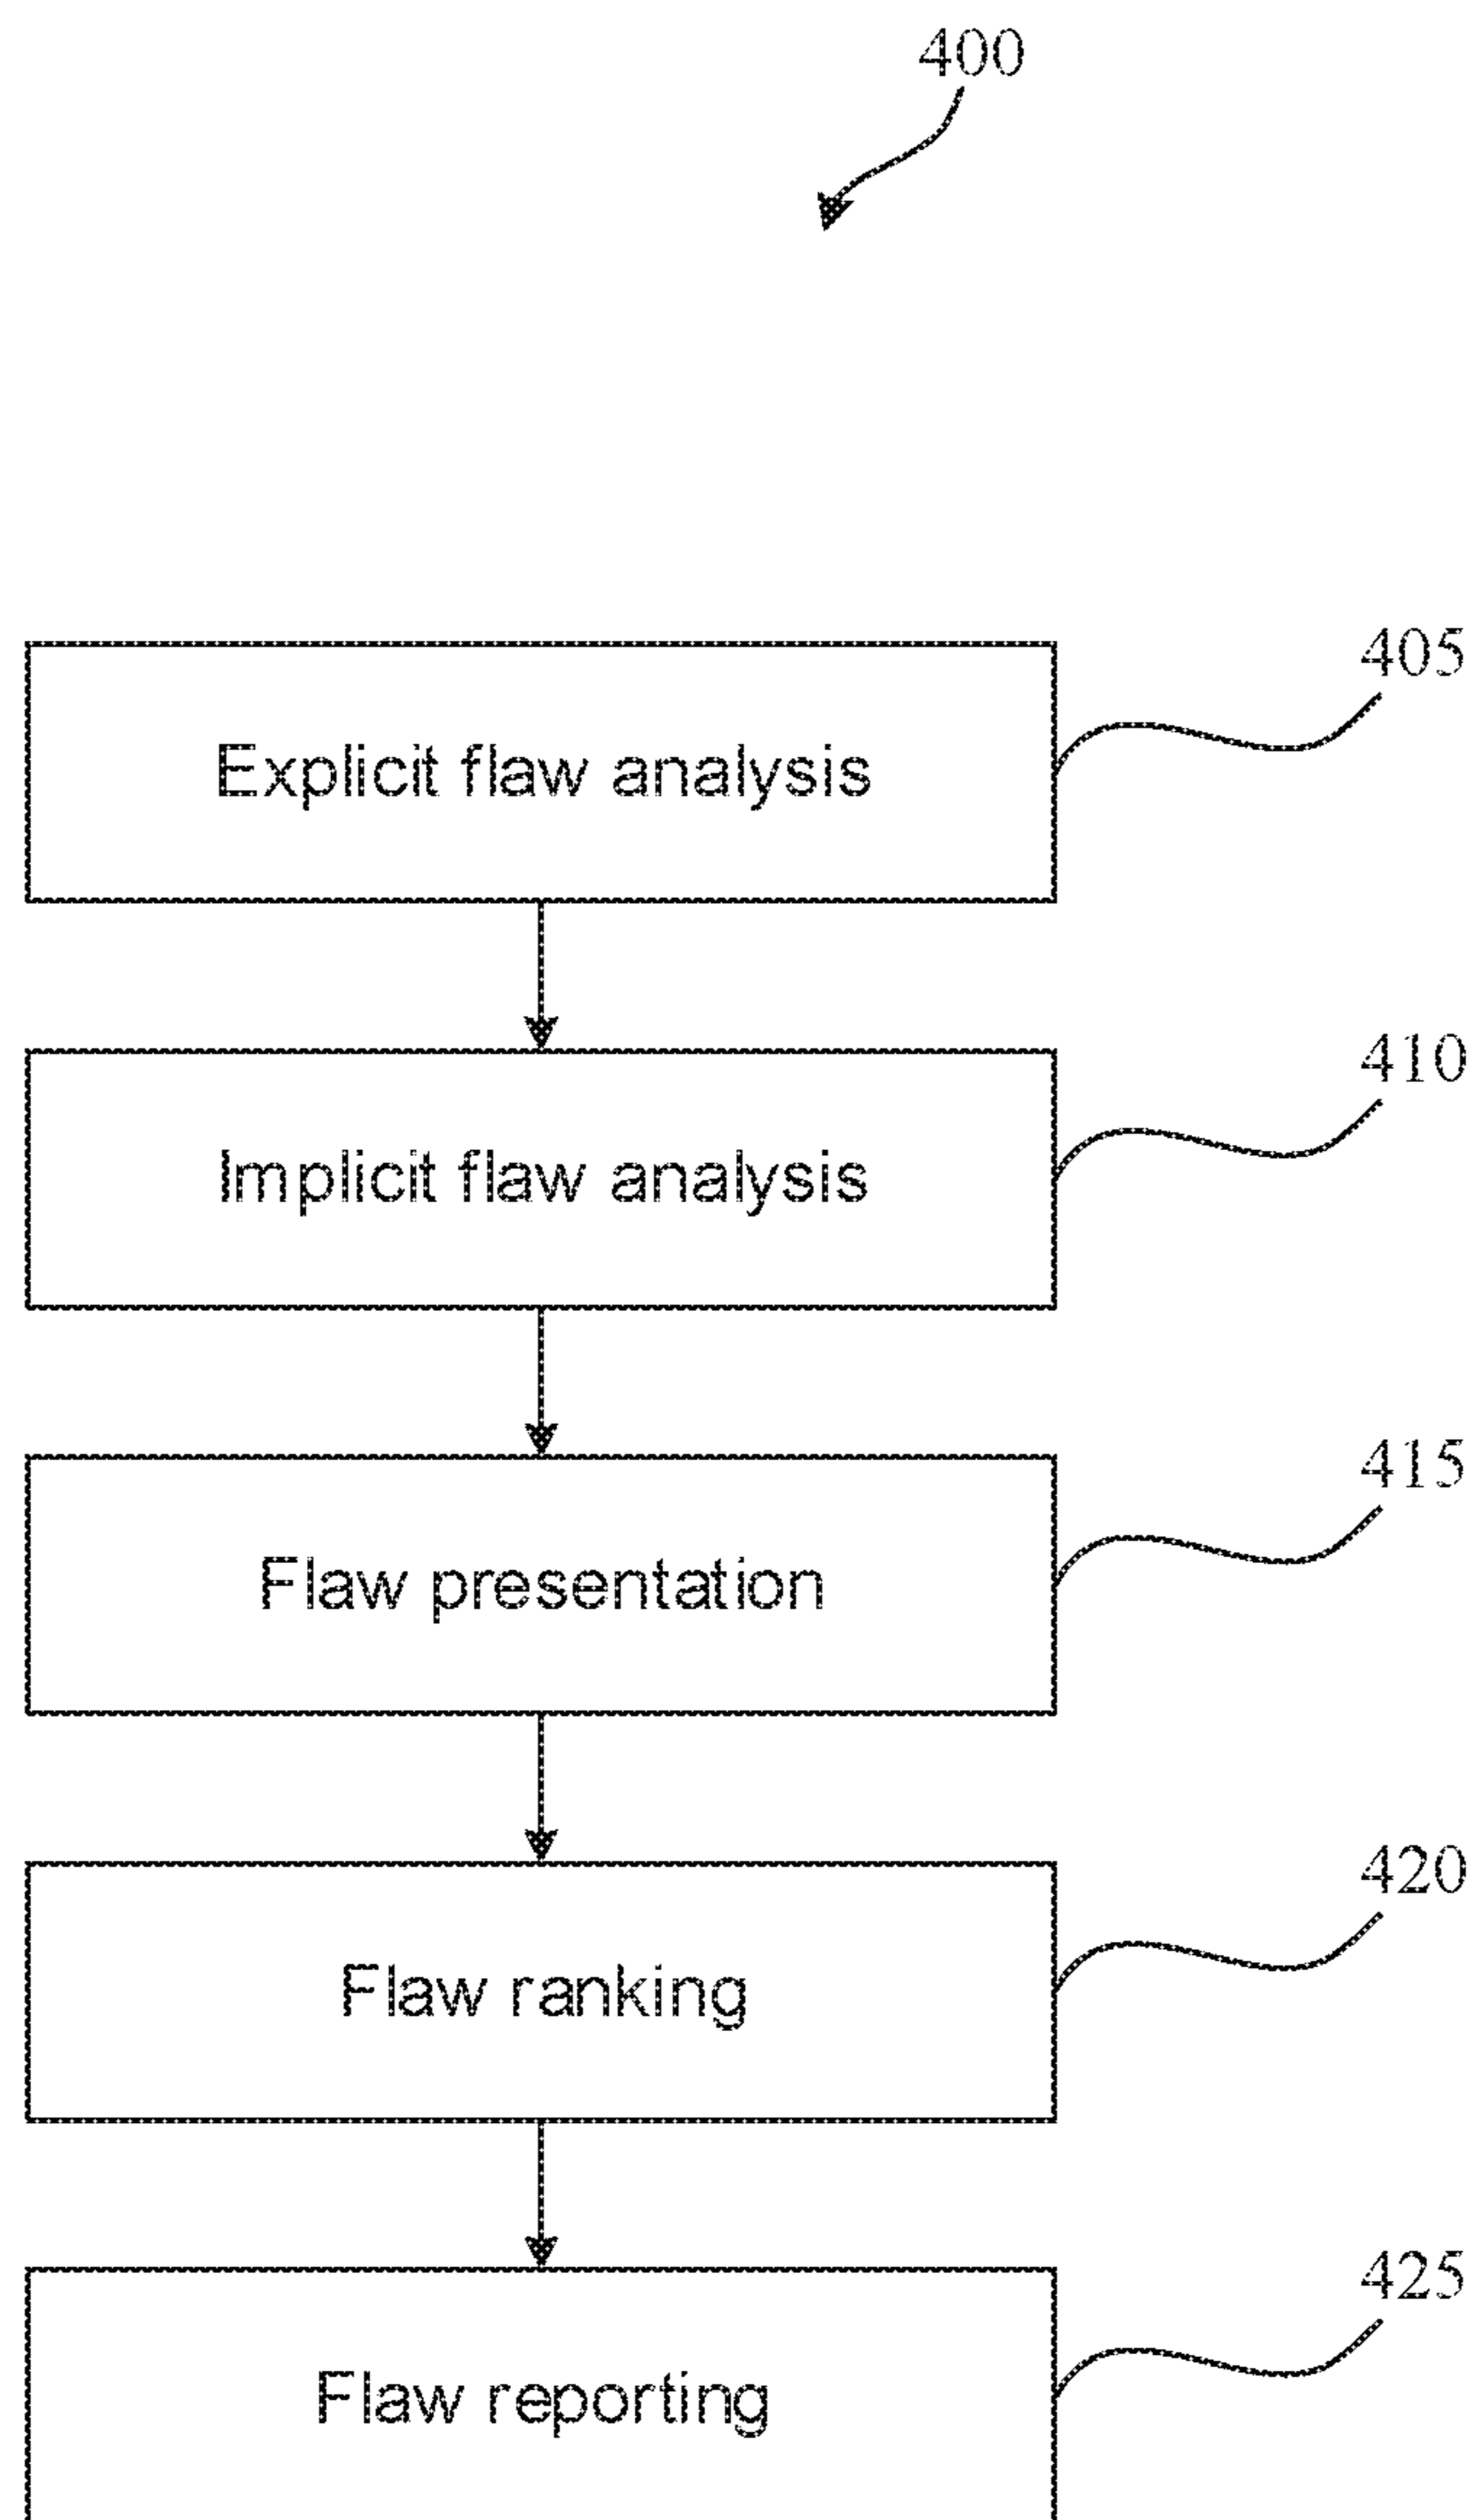 400
405
Explicit flaw analysis
410
Implicit flaw analysis
415
Flaw presentation
420
Flaw ranking
425
Flaw reporting